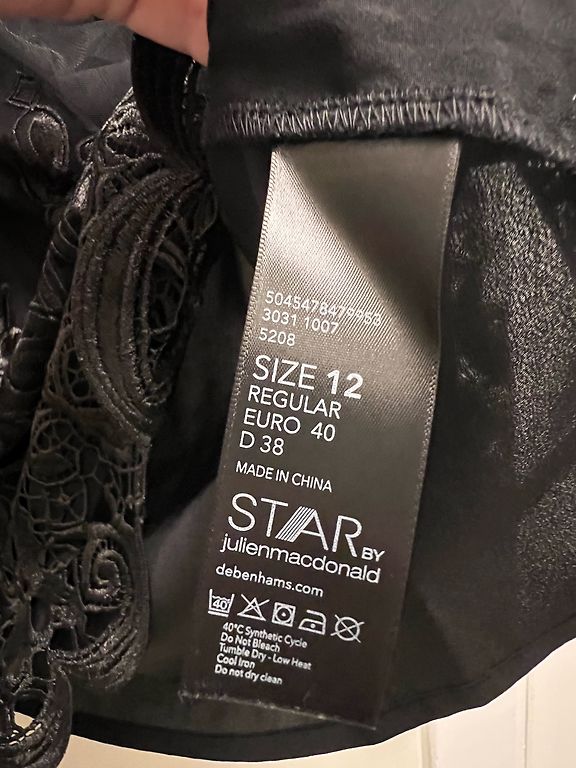 5045478479953
3031 1007
5208
SIZE 12
REGULAR
EURO 40
D 38
MADE IN CHINA
STAR BY
julienmacdonald
debenhams.com
40°
40°C Synthetic Cycle
Do Not Bleach
Tumble Dry - Low Heat
Cool Iron
Do not dry clean